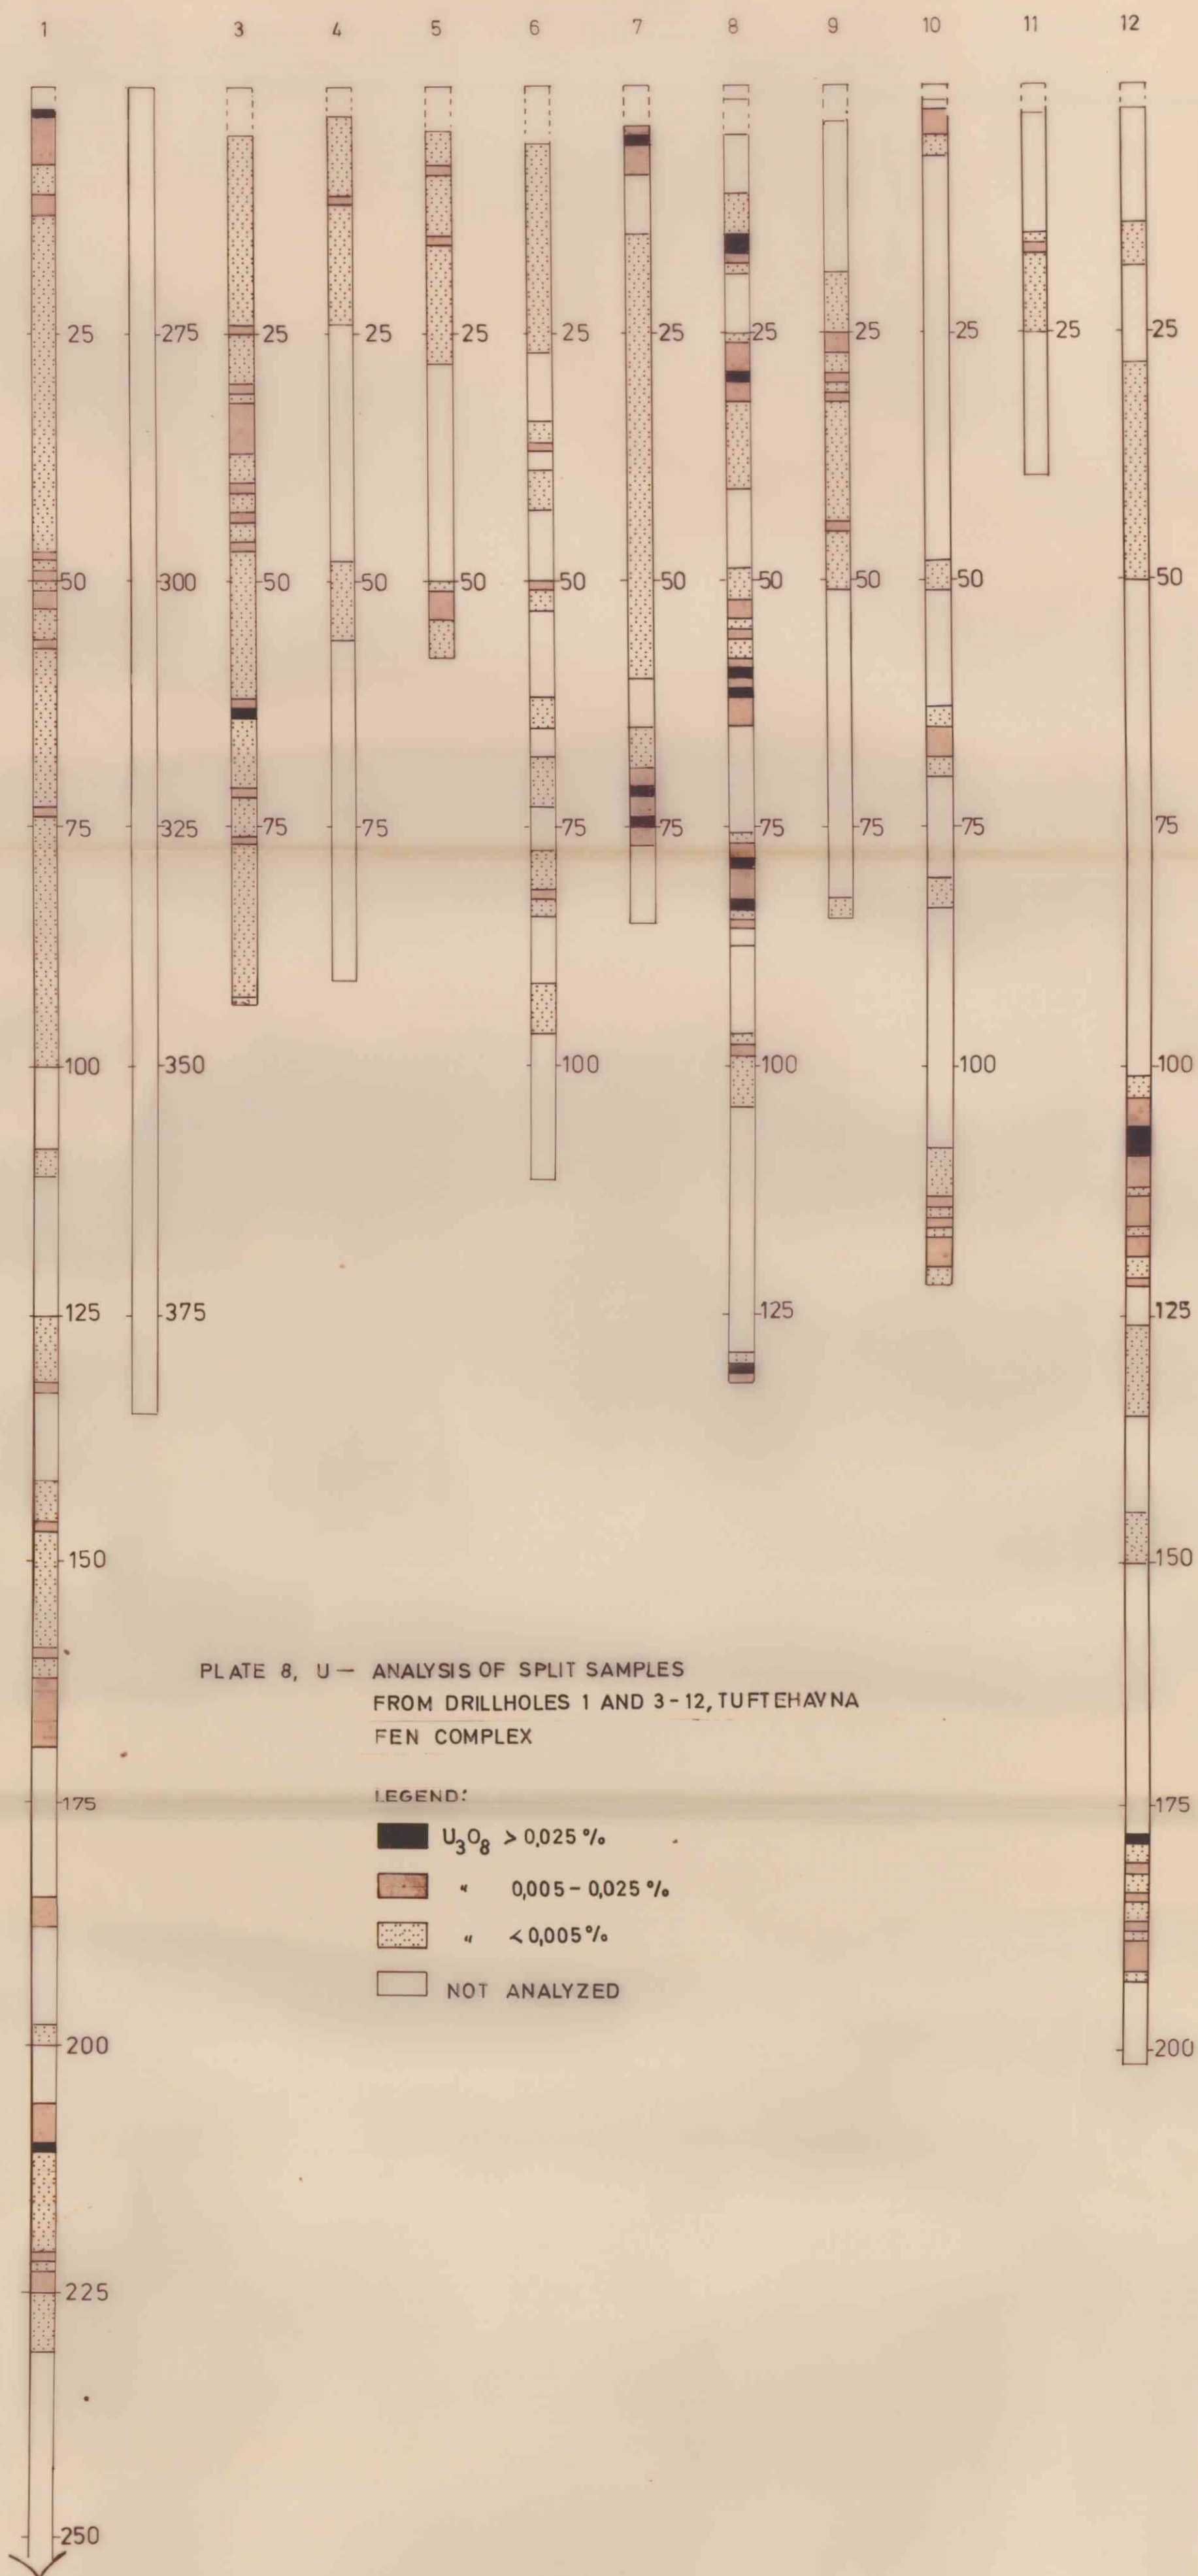 1 3 4 5 6 7 8 9 10 11 12
25 275 25 25 25 25 25 25 25 25 25 25
50 300 50 50 50 50 50 50 50 50 50
75 325 75 75 75 75 75 75 75 75
100 350 100 100 100 100
125 375 125 125
150 150
PLATE 8, U — ANALYSIS OF SPLIT SAMPLES
FROM DRILLHOLES 1 AND 3-12, TUFTEHAVNA
FEN COMPLEX
LEGEND:
175 175
U₃O₈ > 0,025 %
" 0,005 – 0,025 %
" < 0,005 %
NOT ANALYZED
200 200
225
250